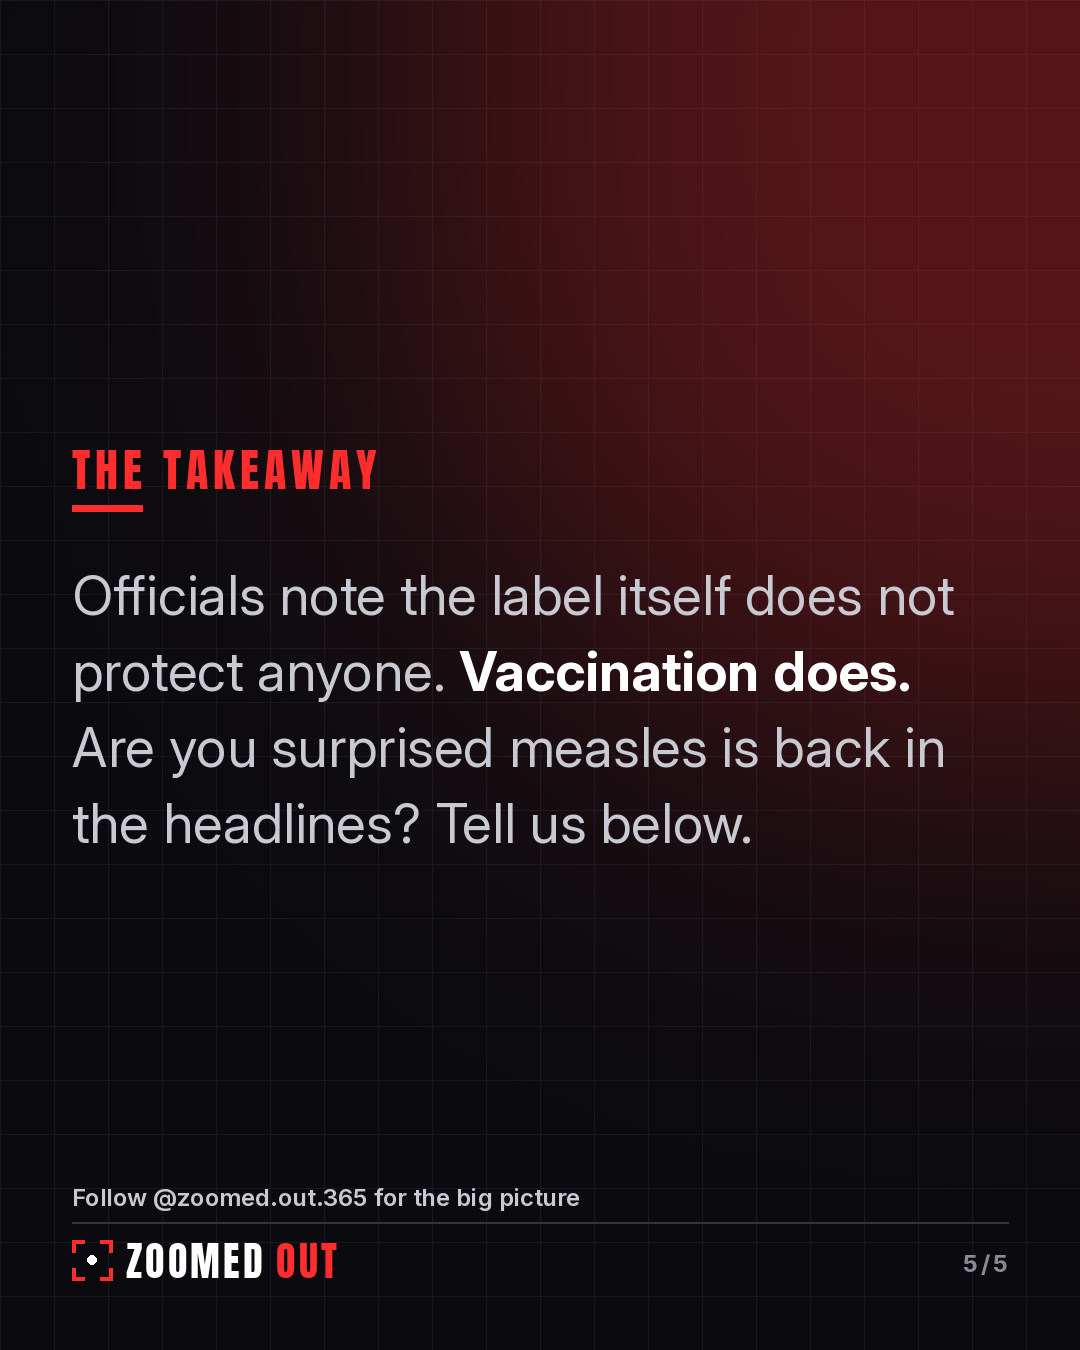 THE TAKEAWAY
Officials note the label itself does not
protect anyone. Vaccination does.
Are you surprised measles is back in
the headlines? Tell us below.
Follow @zoomed.out.365 for the big picture
ZOOMED OUT
5/5